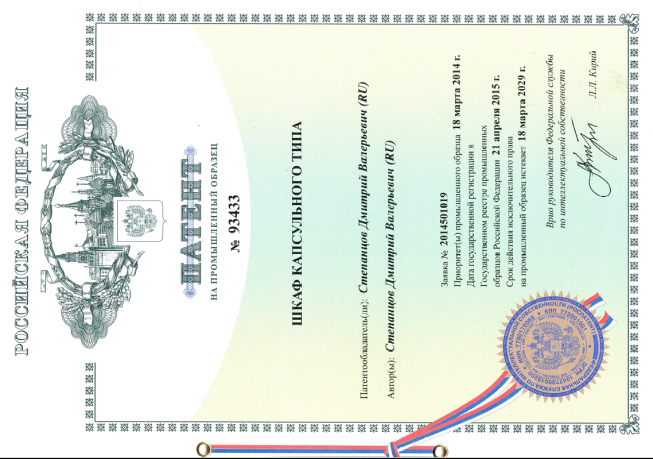 РОССИЙСКАЯ ФЕДЕРАЦИЯ
ПАТЕНТ
НА ПРОМЫШЛЕННЫЙ ОБРАЗЕЦ
№ 93433
ШКАФ КАПСУЛЬНОГО ТИПА
Патентообладатель(ли): Степанцов Дмитрий Валерьевич (RU)
Автор(ы): Степанцов Дмитрий Валерьевич (RU)
Заявка № 2014501019
Приоритет(ы) промышленного образца 18 марта 2014 г.
Дата государственной регистрации в
Государственном реестре промышленных
образцов Российской Федерации 21 апреля 2015 г.
Срок действия исключительного права
на промышленный образец истекает 18 марта 2029 г.
Врио руководителя Федеральной службы
по интеллектуальной собственности
Л.Л. Кирий